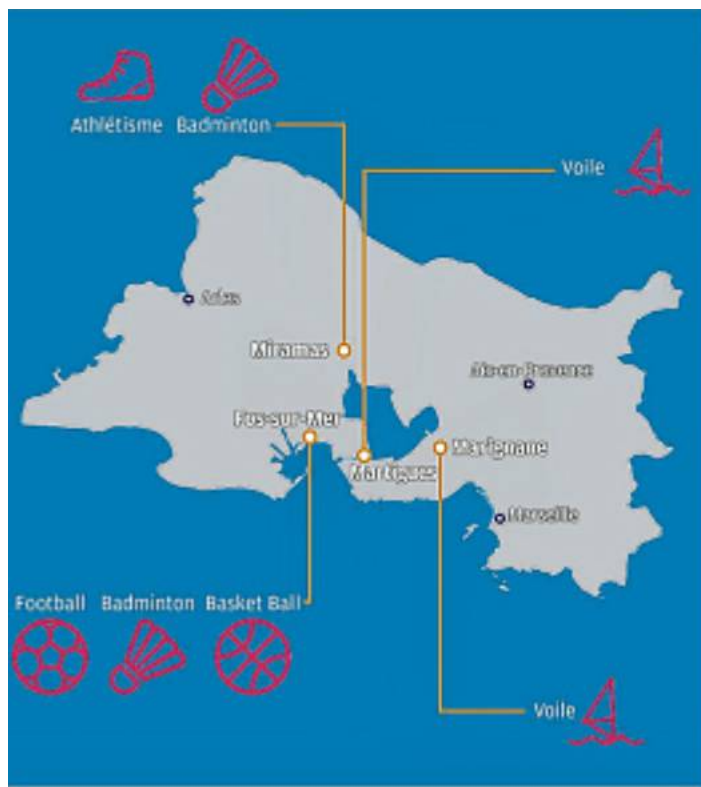 Athlétisme Badminton
Voile
Arles
Miramas
Aix-en-Provence
Fos-sur-Mer
Marignane
Martigues
Marseille
Football Badminton Basket Ball
Voile